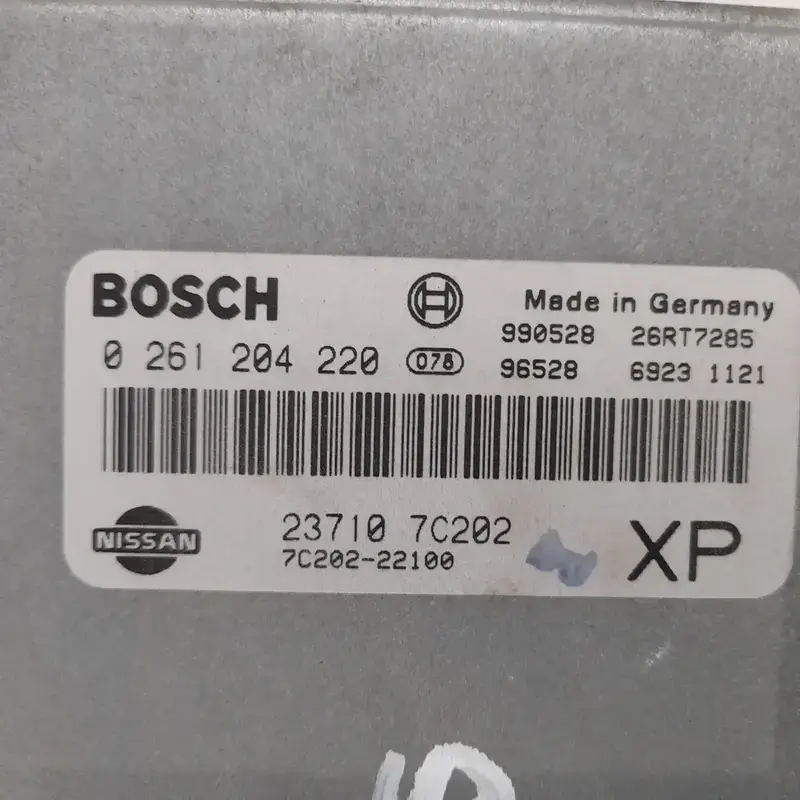 BOSCH
Made in Germany
990528 26RT7285
0 261 204 220 078
96528 6923 1121
NISSAN
23710 7C202
7C202-22100
XP